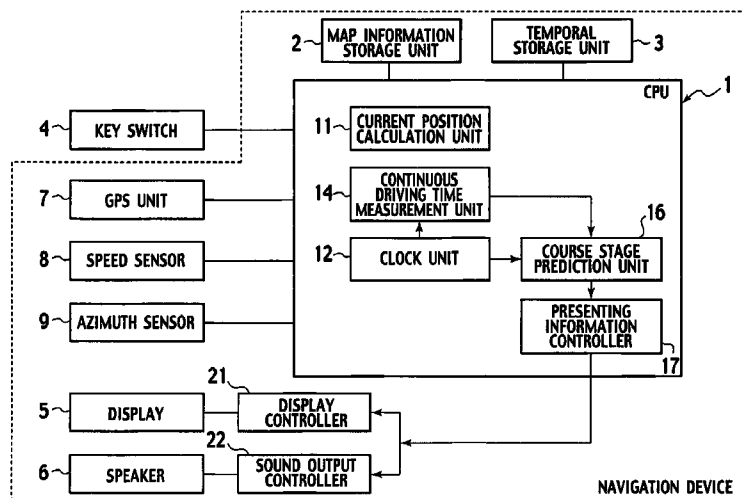 2
MAP INFORMATION
STORAGE UNIT
TEMPORAL
STORAGE UNIT
3
CPU
1
4
KEY SWITCH
11
CURRENT POSITION
CALCULATION UNIT
7
GPS UNIT
14
CONTINUOUS
DRIVING TIME
MEASUREMENT UNIT
16
8
SPEED SENSOR
12
CLOCK UNIT
COURSE STAGE
PREDICTION UNIT
9
AZIMUTH SENSOR
PRESENTING
INFORMATION
CONTROLLER
17
21
5
DISPLAY
DISPLAY
CONTROLLER
22
6
SPEAKER
SOUND OUTPUT
CONTROLLER
NAVIGATION DEVICE